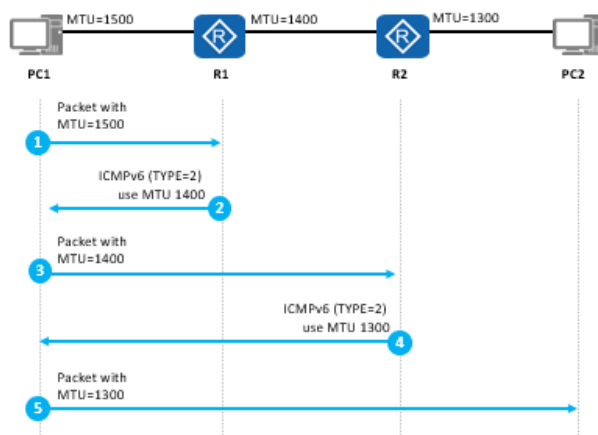 MTU=1500
MTU=1400
MTU=1300
R
R
PC1
R1
R2
PC2
Packet with
MTU=1500
1
ICMPv6 (TYPE=2)
use MTU 1400
2
Packet with
MTU=1400
3
ICMPv6 (TYPE=2)
use MTU 1300
4
Packet with
MTU=1300
5